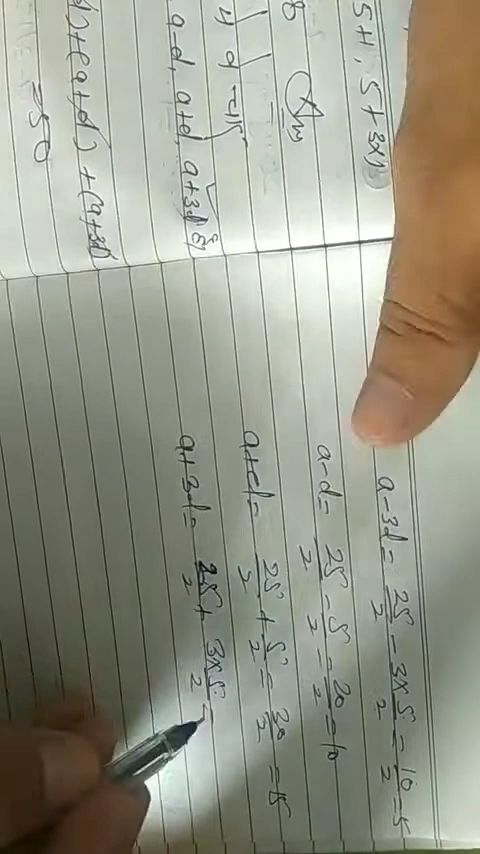 5+1, 5+3×1
8 Ans
a-d, a+d, a+3d
+(a+d)+(a+3d)
=50
a-3d = 25/2 - 3×5/2 = 10/2 = 5
a-d = 25/2 - 5/2 = 20/2 = 10
a+d = 25/2 + 5/2 = 30/2 = 15
a+3d = 25/2 + 3×5/2 =